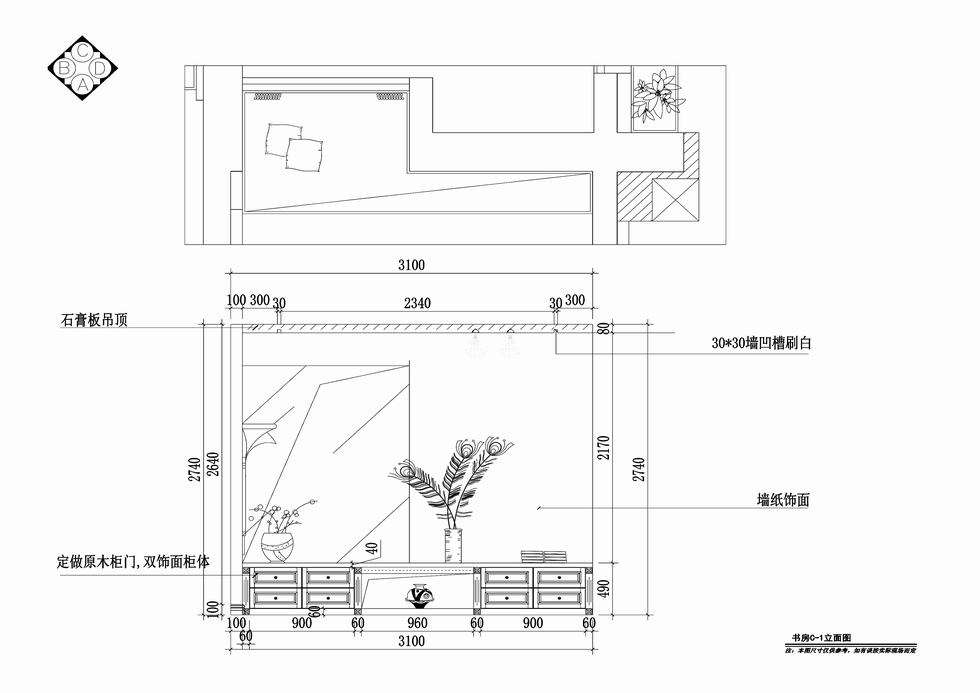 C
B D
A
3100
100 300 30 2340 30 300
石膏板吊顶
80
30*30墙凹槽刷白
2740
2640
2170
2740
墙纸饰面
40
定做原木柜门,双饰面柜体
490
100
60
100 900 60 960 60 900 60
60
3100
书房C-1立面图
注：本图尺寸仅供参考，如有误按实际现场而定